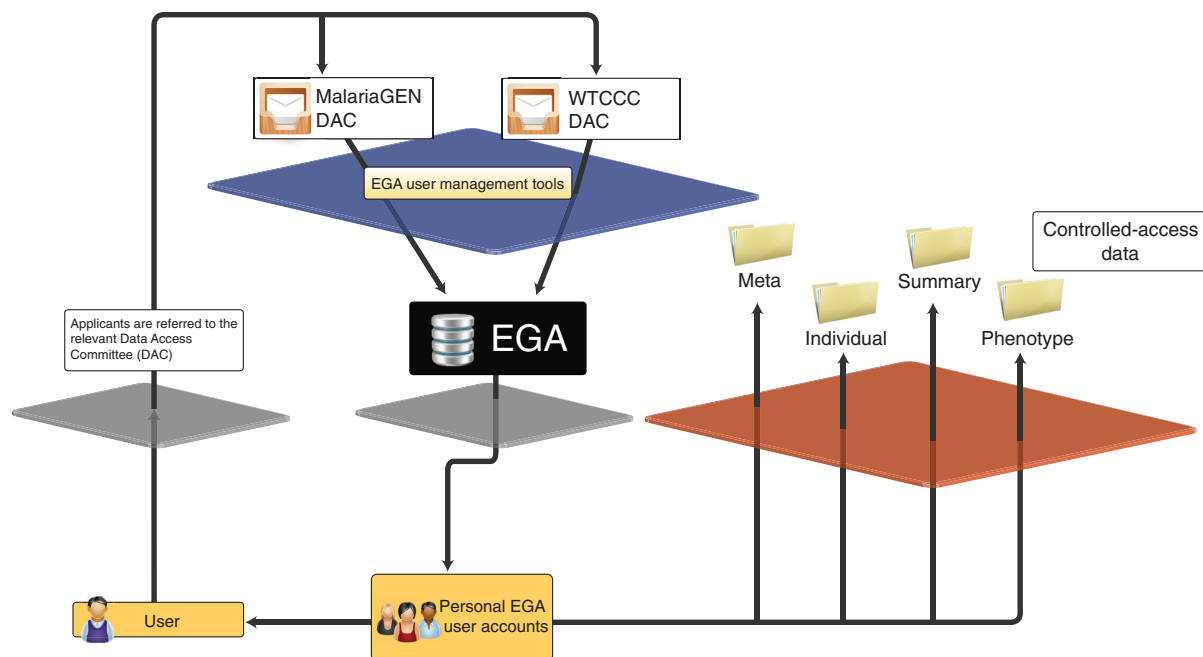 MalariaGEN
DAC
WTCCC
DAC
EGA user management tools
Controlled-access
data
Meta
Summary
Individual
Phenotype
Applicants are referred to the
relevant Data Access
Committee (DAC)
EGA
User
Personal EGA
user accounts